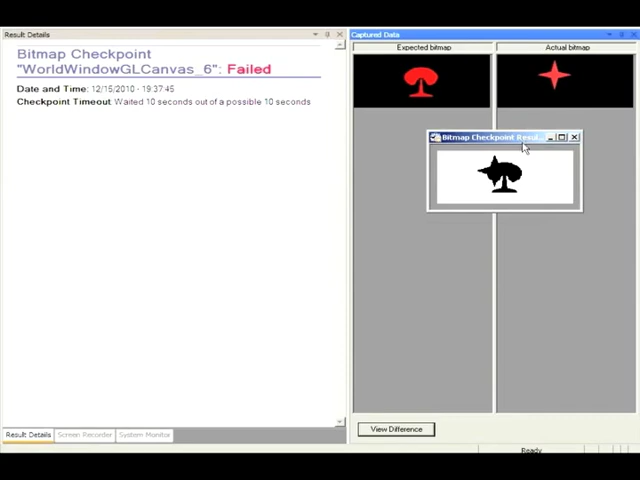 Result Details
Captured Data
Bitmap Checkpoint
"WorldWindowGLCanvas_6": Failed
Date and Time: 12/15/2010 - 19:37:45
Checkpoint Timeout: Waited 10 seconds out of a possible 10 seconds
Expected bitmap
Actual bitmap
Bitmap Checkpoint Resul...
View Difference
Result Details
Screen Recorder
System Monitor
Ready